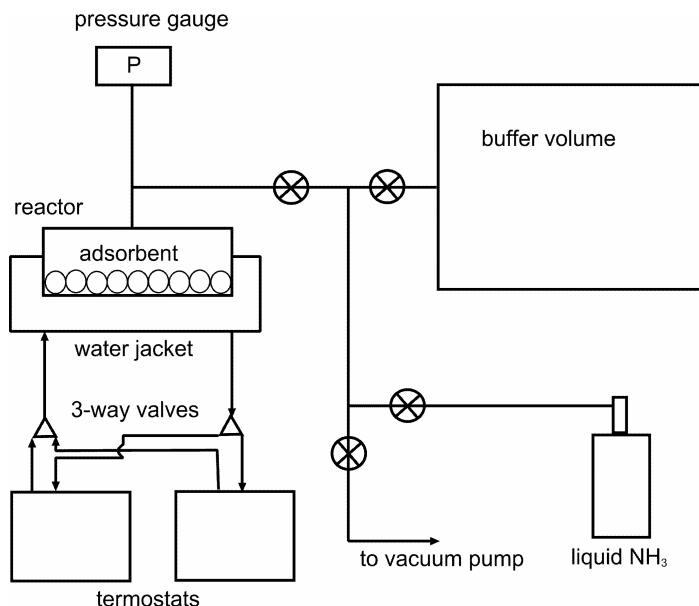 pressure gauge
P
buffer volume
reactor
adsorbent
water jacket
3-way valves
to vacuum pump
liquid NH₃
termostats